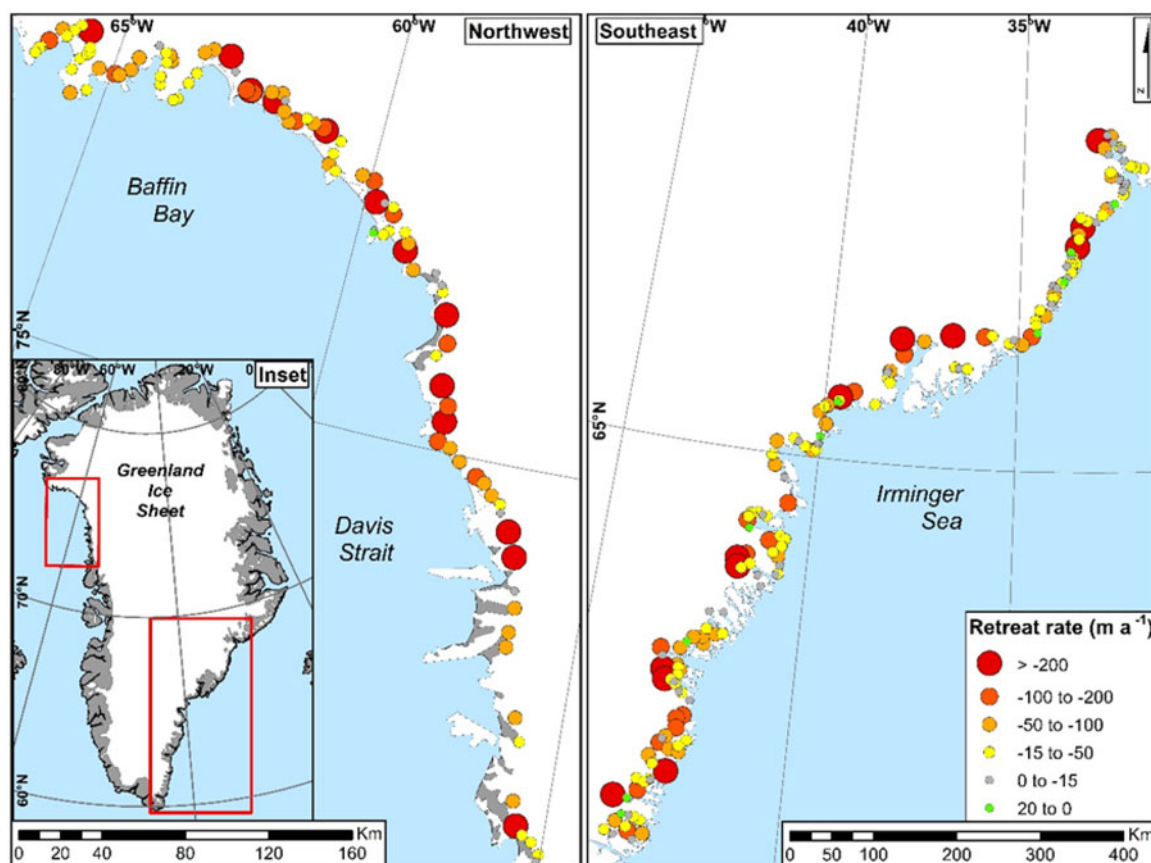 65°W
60°W
Northwest
Baffin
Bay
75°N
Davis
Strait
80°W
60°W
40°W
20°W
Inset
Greenland
Ice
Sheet
70°N
60°N
Km
0 20 40 80 120 160
Southeast
40°W
35°W
N
65°N
Irminger
Sea
Retreat rate (m a⁻¹)
> -200
-100 to -200
-50 to -100
-15 to -50
0 to -15
20 to 0
Km
0 50 100 200 300 400